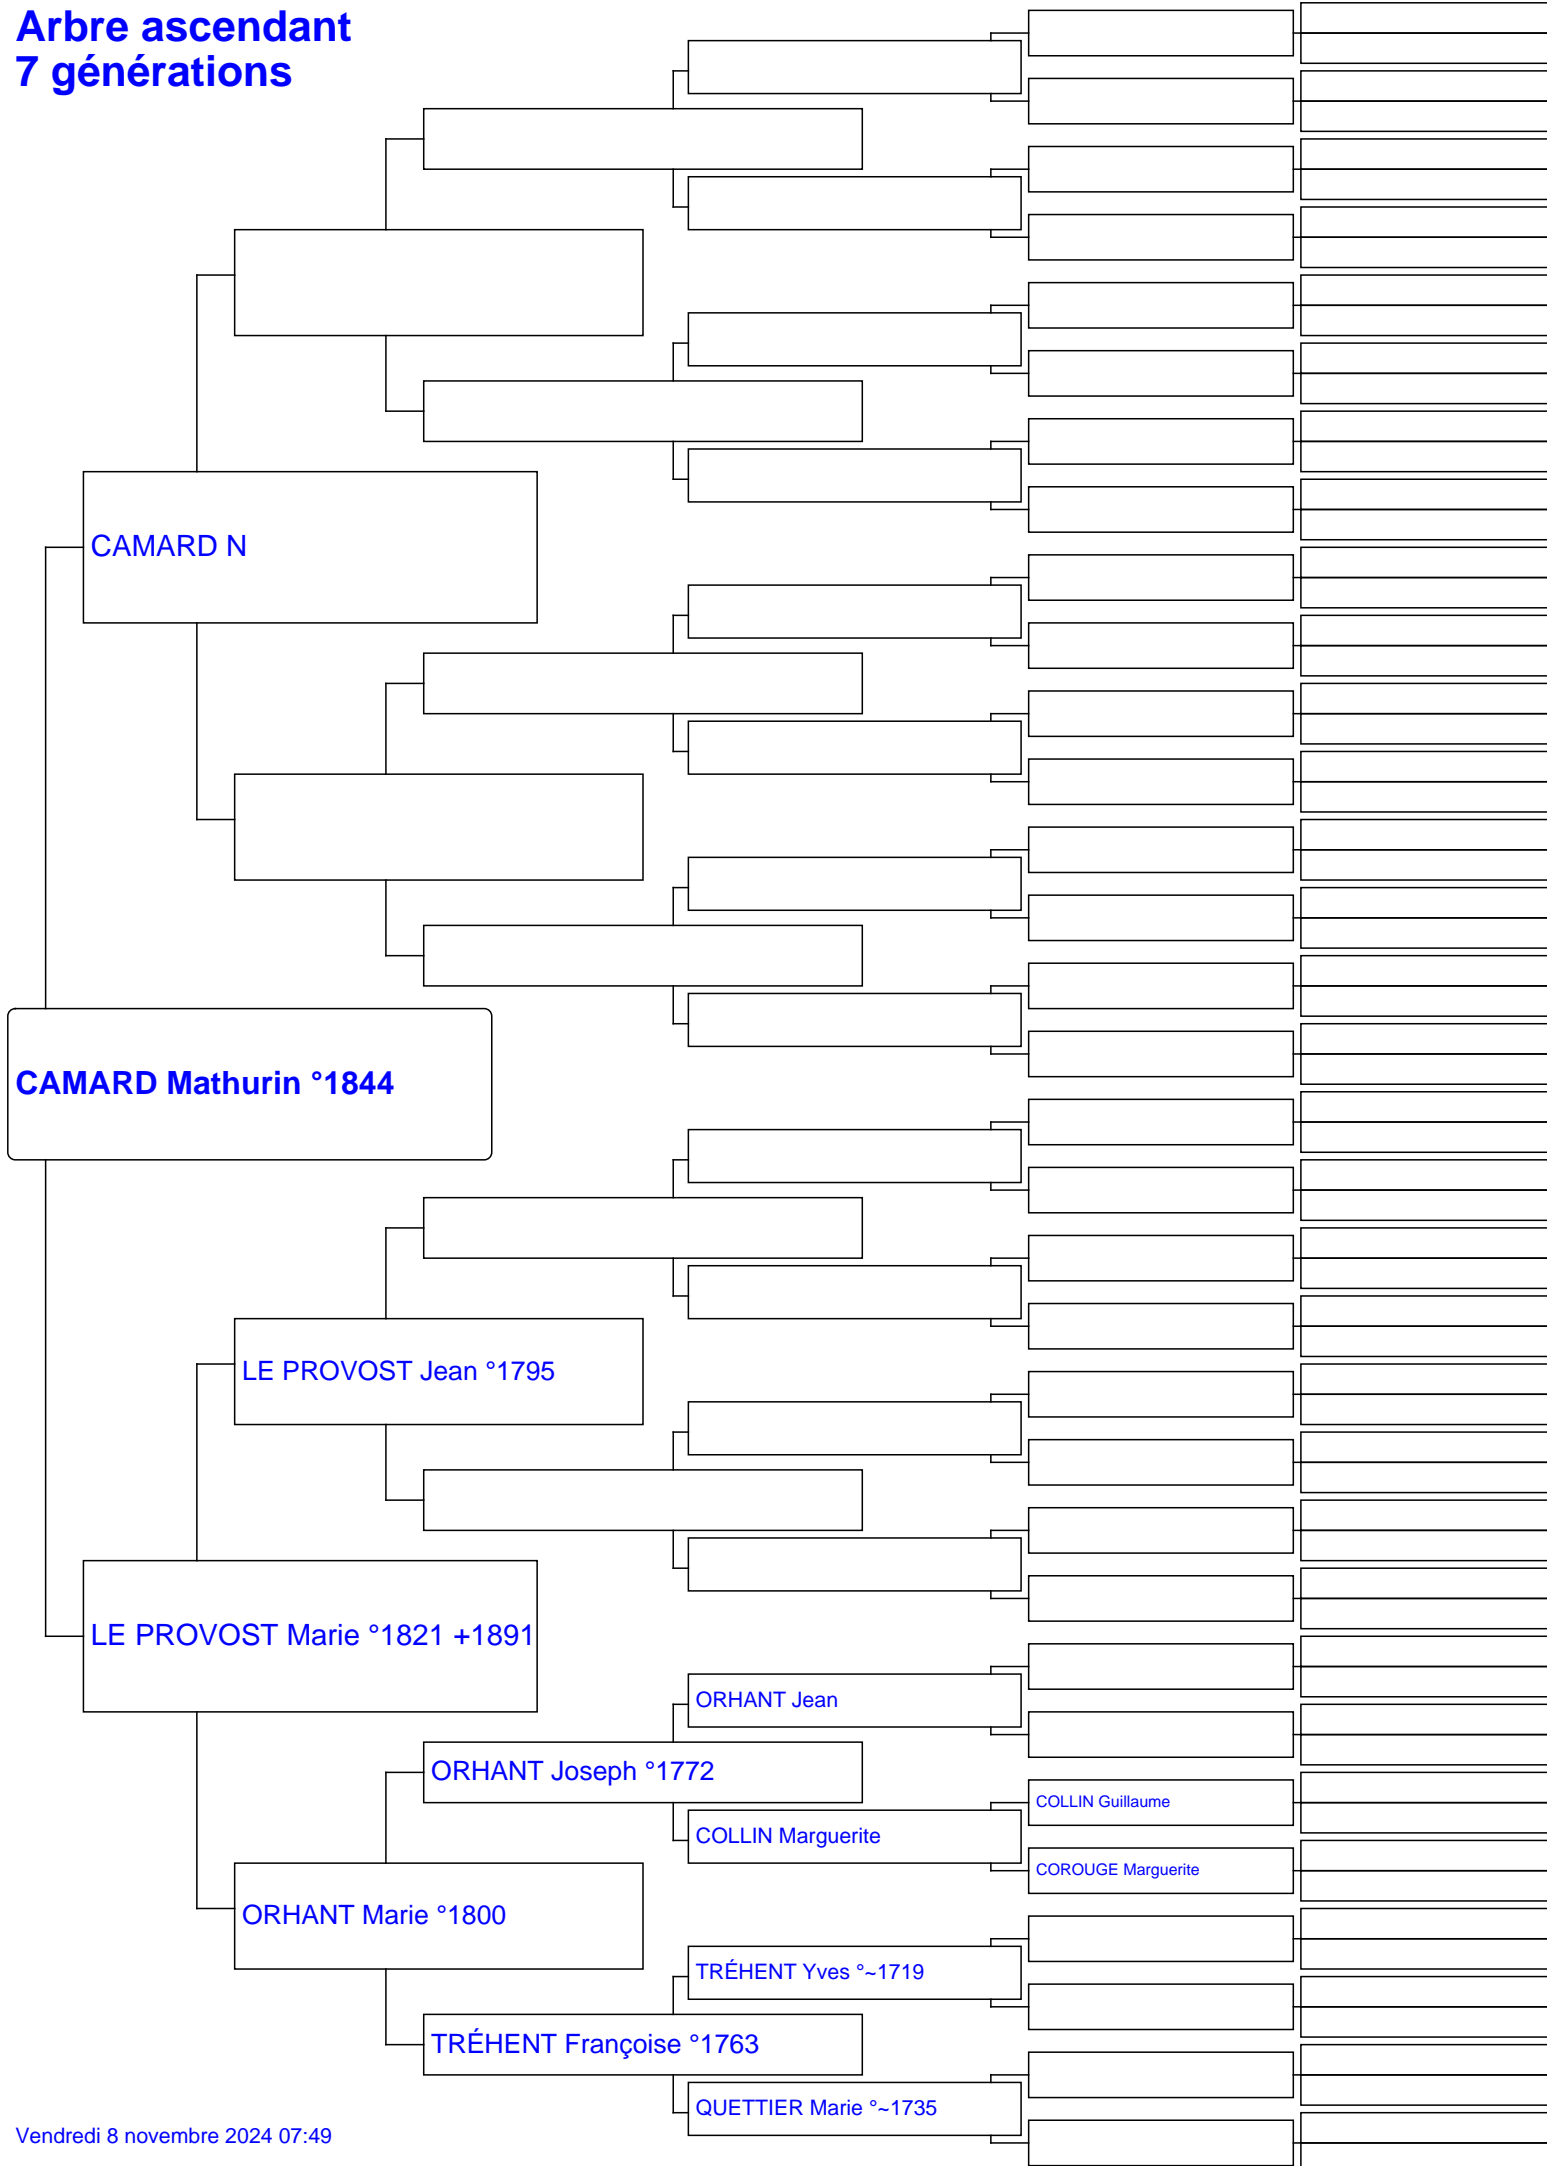 Arbre ascendant
7 générations
CAMARD N
CAMARD Mathurin °1844
LE PROVOST Jean °1795
LE PROVOST Marie °1821 +1891
ORHANT Jean
ORHANT Joseph °1772
COLLIN Guillaume
COLLIN Marguerite
COROUGE Marguerite
ORHANT Marie °1800
TRÉHENT Yves °~1719
TRÉHENT Françoise °1763
QUETTIER Marie °~1735
Vendredi 8 novembre 2024 07:49